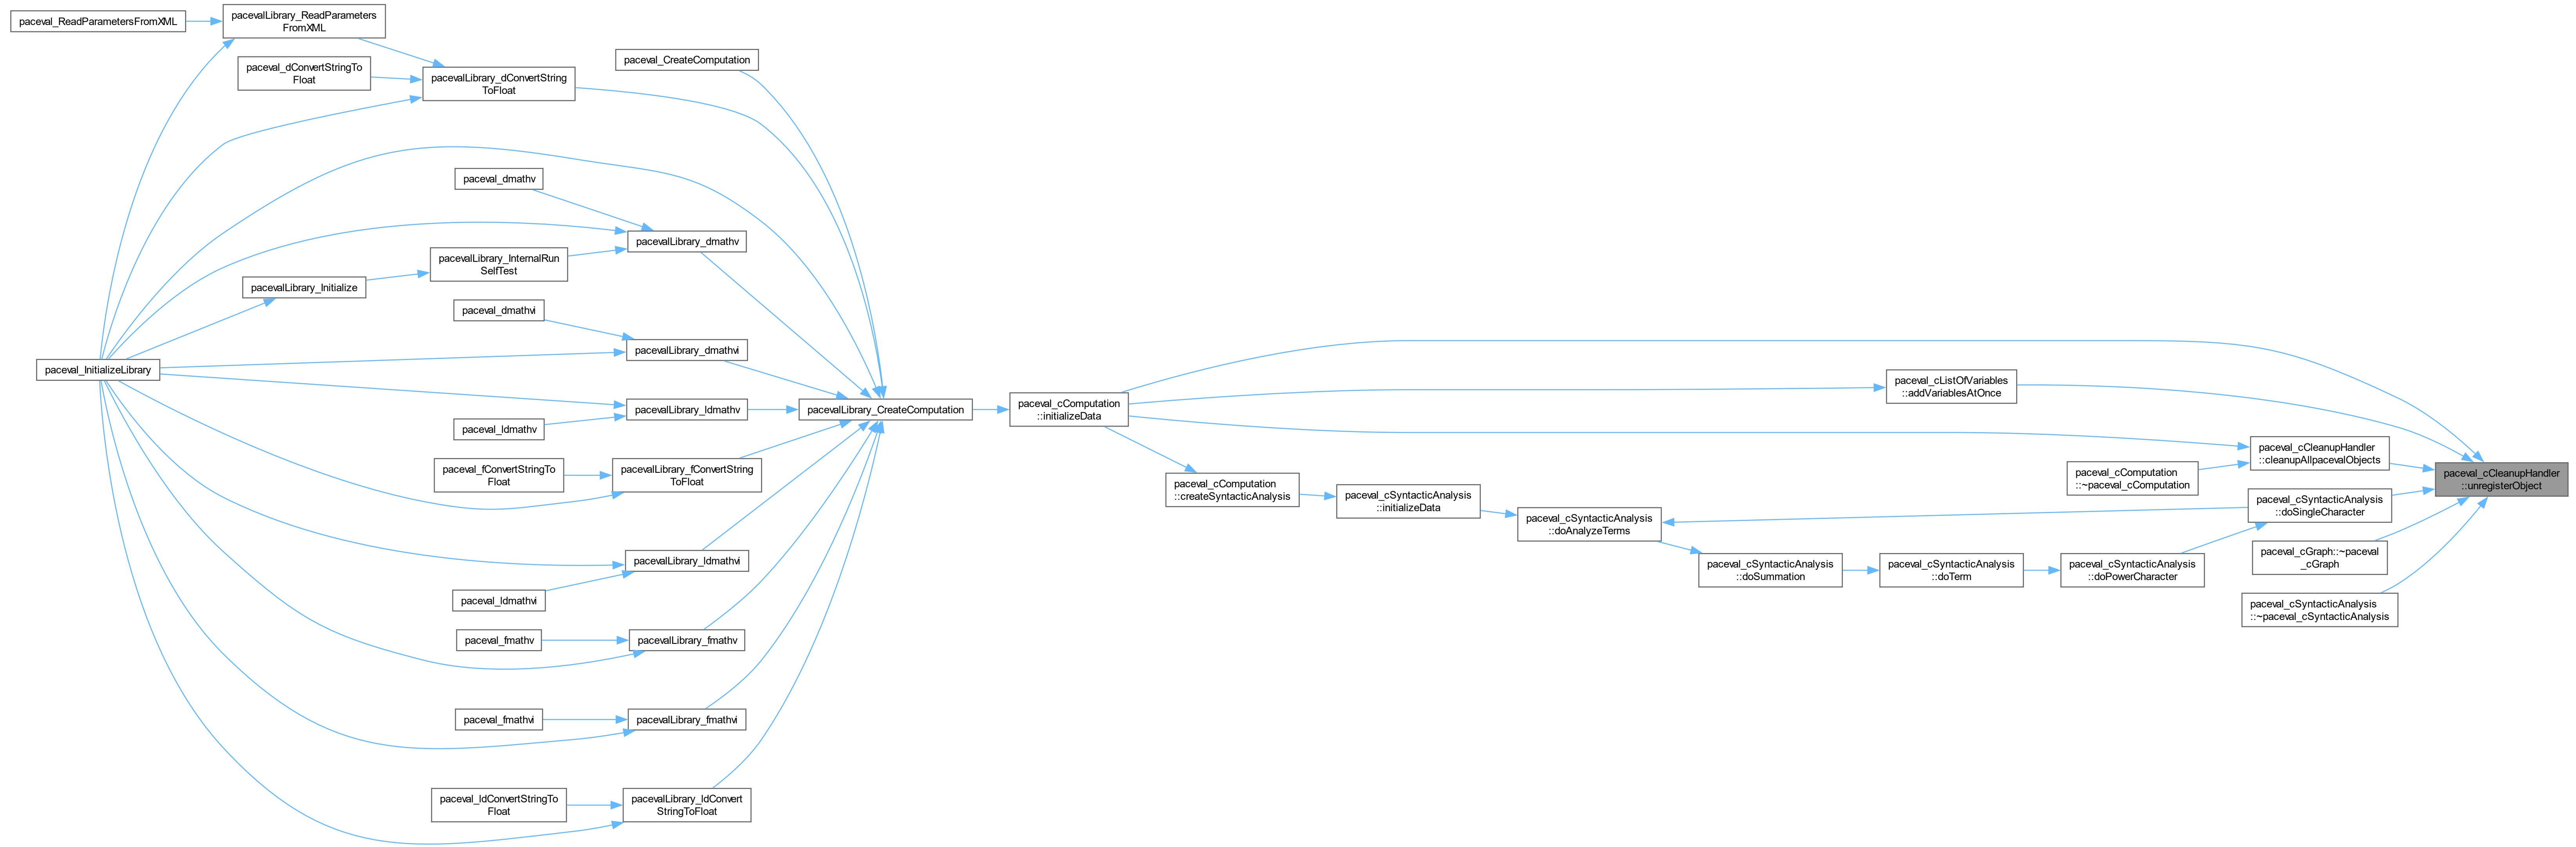 paceval_ReadParametersFromXML
pacevalLibrary_ReadParameters
FromXML
paceval_dConvertStringTo
Float
pacevalLibrary_dConvertString
ToFloat
paceval_CreateComputation
paceval_dmathv
pacevalLibrary_dmathv
pacevalLibrary_InternalRun
SelfTest
pacevalLibrary_Initialize
paceval_dmathvi
pacevalLibrary_dmathvi
paceval_InitializeLibrary
pacevalLibrary_ldmathv
paceval_ldmathv
pacevalLibrary_CreateComputation
paceval_fConvertStringTo
Float
pacevalLibrary_fConvertString
ToFloat
pacevalLibrary_ldmathvi
paceval_ldmathvi
paceval_fmathv
pacevalLibrary_fmathv
paceval_fmathvi
pacevalLibrary_fmathvi
paceval_ldConvertStringTo
Float
pacevalLibrary_ldConvert
StringToFloat
paceval_cComputation
::initializeData
paceval_cComputation
::createSyntacticAnalysis
paceval_cSyntacticAnalysis
::initializeData
paceval_cSyntacticAnalysis
::doAnalyzeTerms
paceval_cSyntacticAnalysis
::doSummation
paceval_cSyntacticAnalysis
::doTerm
paceval_cSyntacticAnalysis
::doPowerCharacter
paceval_cListOfVariables
::addVariablesAtOnce
paceval_cComputation
::~paceval_cComputation
paceval_cCleanupHandler
::cleanupAllpacevalObjects
paceval_cSyntacticAnalysis
::doSingleCharacter
paceval_cGraph::~paceval
_cGraph
paceval_cSyntacticAnalysis
::~paceval_cSyntacticAnalysis
paceval_cCleanupHandler
::unregisterObject